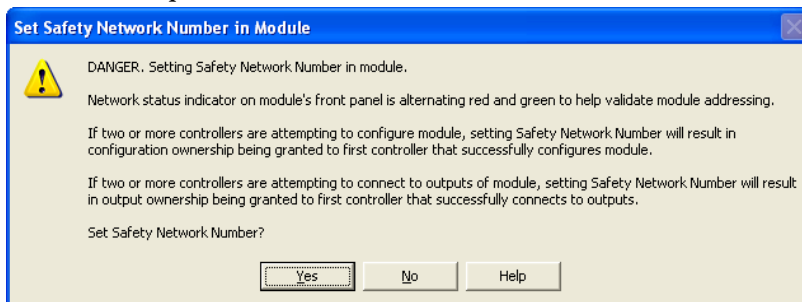 Set Safety Network Number in Module
DANGER. Setting Safety Network Number in module.
Network status indicator on module's front panel is alternating red and green to help validate module addressing.
If two or more controllers are attempting to configure module, setting Safety Network Number will result in
configuration ownership being granted to first controller that successfully configures module.
If two or more controllers are attempting to connect to outputs of module, setting Safety Network Number will result
in output ownership being granted to first controller that successfully connects to outputs.
Set Safety Network Number?
Yes No Help